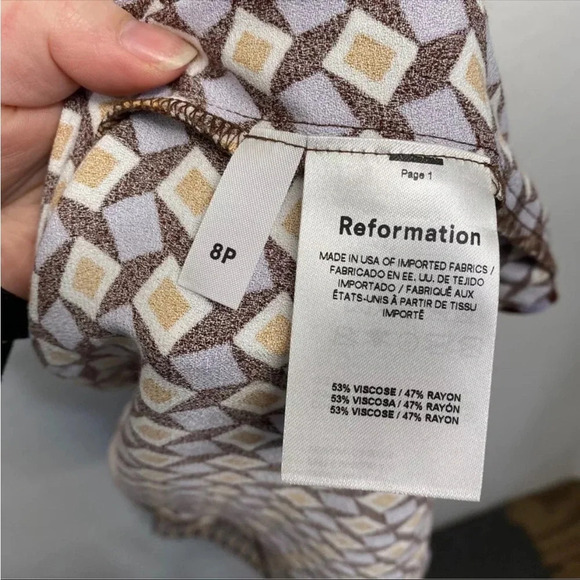 Page 1
Reformation
8P
MADE IN USA OF IMPORTED FABRICS /
FABRICADO EN EE. UU. DE TEJIDO
IMPORTADO / FABRIQUÉ AUX
ÉTATS-UNIS À PARTIR DE TISSU
IMPORTÉ
53% VISCOSE / 47% RAYON
53% VISCOSA / 47% RAYÓN
53% VISCOSE / 47% RAYON